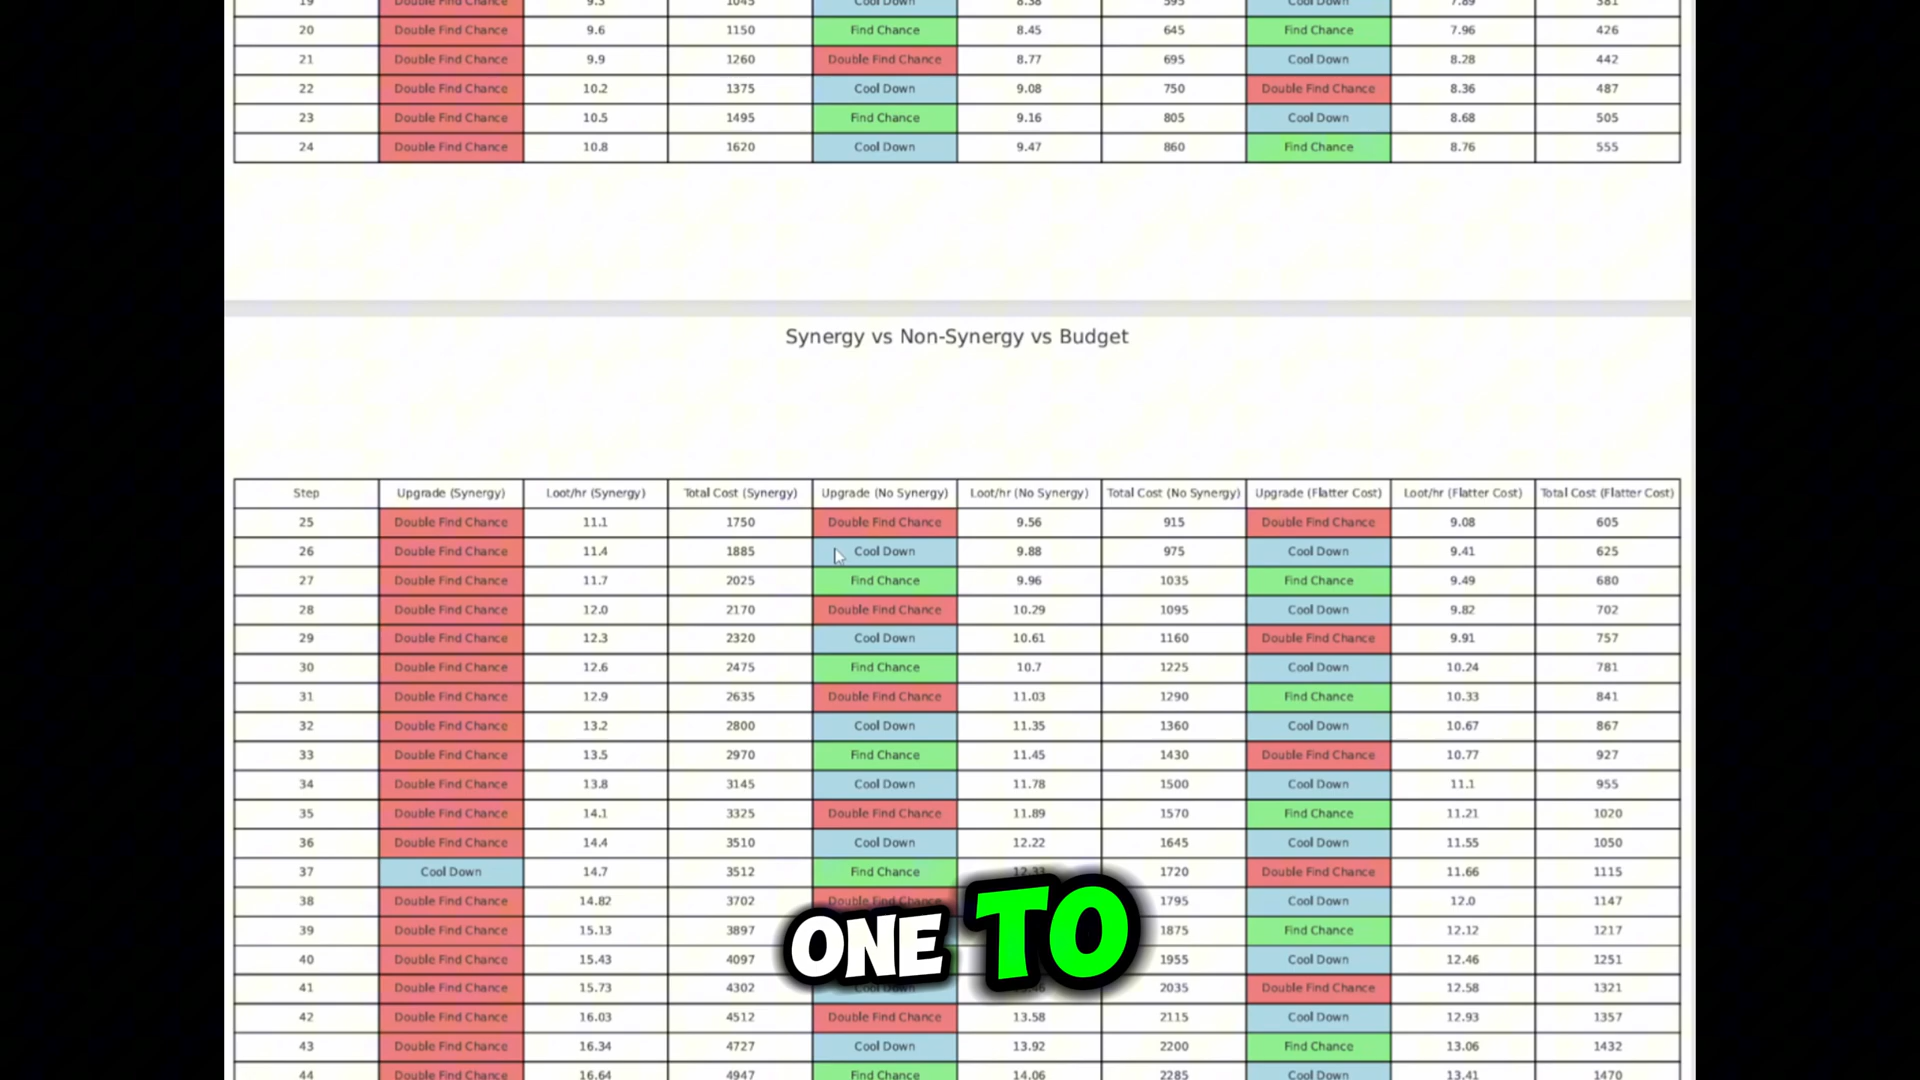 19 Double Find Chance 9.3 1045 Cool Down 8.38 595 Cool Down 7.89 381
20 Double Find Chance 9.6 1150 Find Chance 8.45 645 Find Chance 7.96 426
21 Double Find Chance 9.9 1260 Double Find Chance 8.77 695 Cool Down 8.28 442
22 Double Find Chance 10.2 1375 Cool Down 9.08 750 Double Find Chance 8.36 487
23 Double Find Chance 10.5 1495 Find Chance 9.16 805 Cool Down 8.68 505
24 Double Find Chance 10.8 1620 Cool Down 9.47 860 Find Chance 8.76 555
Synergy vs Non-Synergy vs Budget
Step Upgrade (Synergy) Loot/hr (Synergy) Total Cost (Synergy) Upgrade (No Synergy) Loot/hr (No Synergy) Total Cost (No Synergy) Upgrade (Flatter Cost) Loot/hr (Flatter Cost) Total Cost (Flatter Cost)
25 Double Find Chance 11.1 1750 Double Find Chance 9.56 915 Double Find Chance 9.08 605
26 Double Find Chance 11.4 1885 Cool Down 9.88 975 Cool Down 9.41 625
27 Double Find Chance 11.7 2025 Find Chance 9.96 1035 Find Chance 9.49 680
28 Double Find Chance 12.0 2170 Double Find Chance 10.29 1095 Cool Down 9.82 702
29 Double Find Chance 12.3 2320 Cool Down 10.61 1160 Double Find Chance 9.91 757
30 Double Find Chance 12.6 2475 Find Chance 10.7 1225 Cool Down 10.24 781
31 Double Find Chance 12.9 2635 Double Find Chance 11.03 1290 Find Chance 10.33 841
32 Double Find Chance 13.2 2800 Cool Down 11.35 1360 Cool Down 10.67 867
33 Double Find Chance 13.5 2970 Find Chance 11.45 1430 Double Find Chance 10.77 927
34 Double Find Chance 13.8 3145 Cool Down 11.78 1500 Cool Down 11.1 955
35 Double Find Chance 14.1 3325 Double Find Chance 11.89 1570 Find Chance 11.21 1020
36 Double Find Chance 14.4 3510 Cool Down 12.22 1645 Cool Down 11.55 1050
37 Cool Down 14.7 3512 Find Chance 12.33 1720 Double Find Chance 11.66 1115
38 Double Find Chance 14.82 3702 Double Find Chance 1795 Cool Down 12.0 1147
39 Double Find Chance 15.13 3897 1875 Find Chance 12.12 1217
40 Double Find Chance 15.43 4097 1955 Cool Down 12.46 1251
41 Double Find Chance 15.73 4302 Cool Down 2035 Double Find Chance 12.58 1321
42 Double Find Chance 16.03 4512 Double Find Chance 13.58 2115 Cool Down 12.93 1357
43 Double Find Chance 16.34 4727 Cool Down 13.92 2200 Find Chance 13.06 1432
44 Double Find Chance 16.64 4947 Find Chance 14.06 2285 Cool Down 13.41 1470
ONE TO